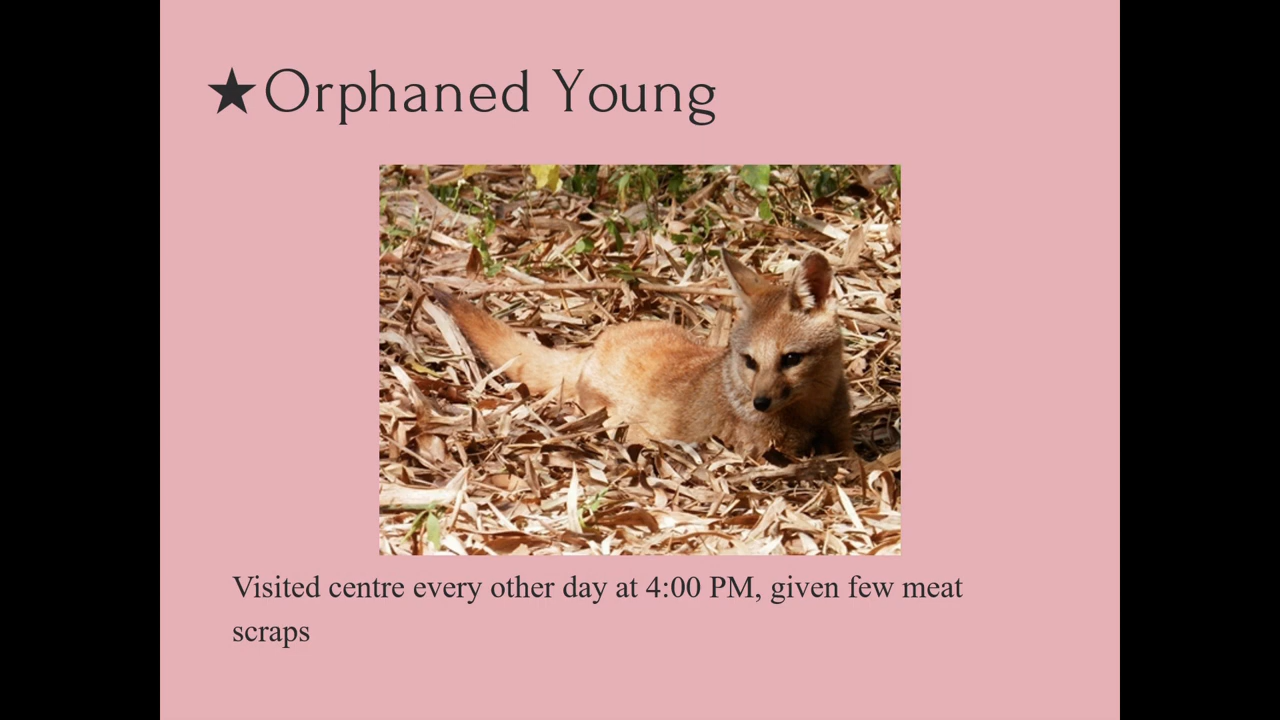 ★Orphaned Young
Visited centre every other day at 4:00 PM, given few meat
scraps